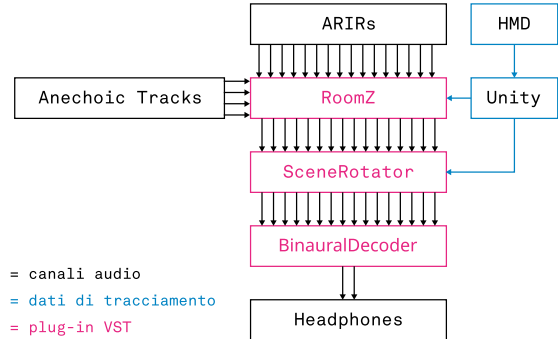 ARIRs
HMD
Anechoic Tracks
RoomZ
Unity
SceneRotator
BinauralDecoder
= canali audio
= dati di tracciamento
= plug-in VST
Headphones